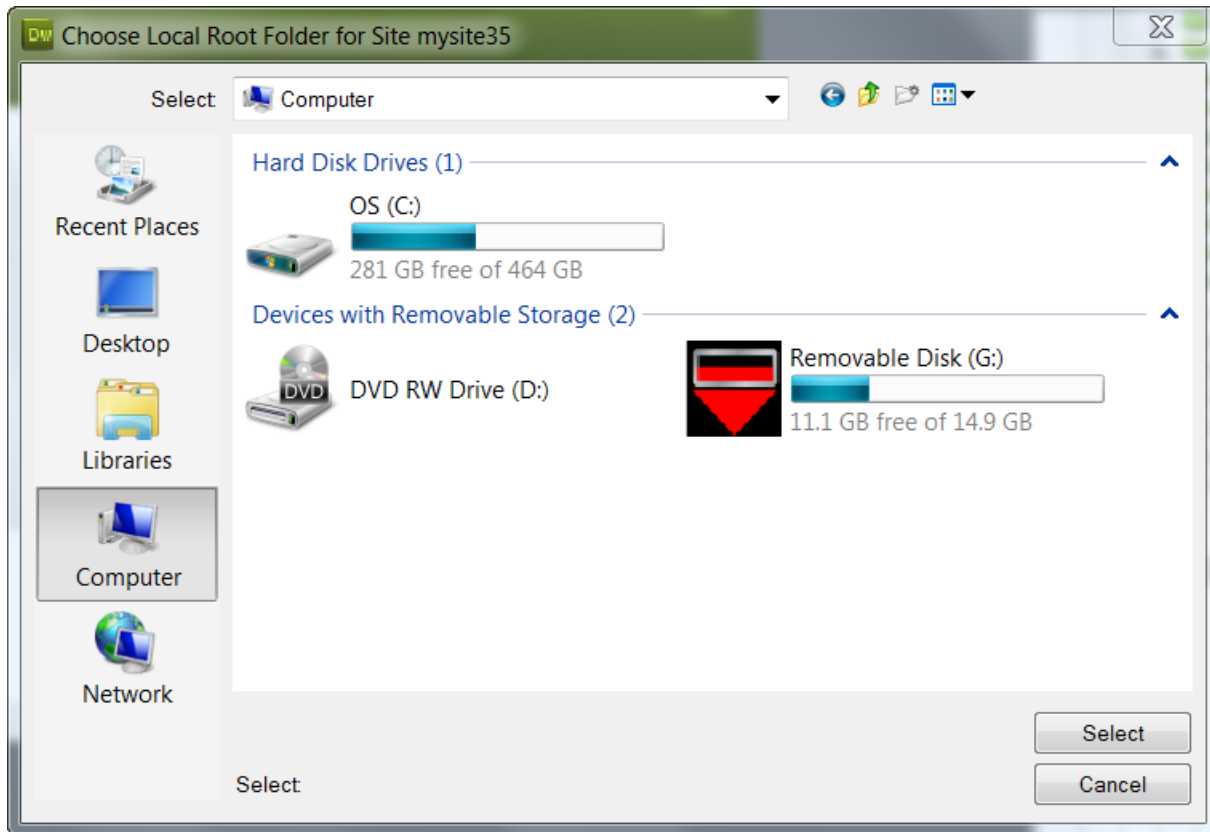 Dw Choose Local Root Folder for Site mysite35
Select: Computer
Hard Disk Drives (1)
OS (C:)
281 GB free of 464 GB
Recent Places
Devices with Removable Storage (2)
Desktop
DVD
DVD RW Drive (D:)
Removable Disk (G:)
11.1 GB free of 14.9 GB
Libraries
Computer
Network
Select
Select:
Cancel